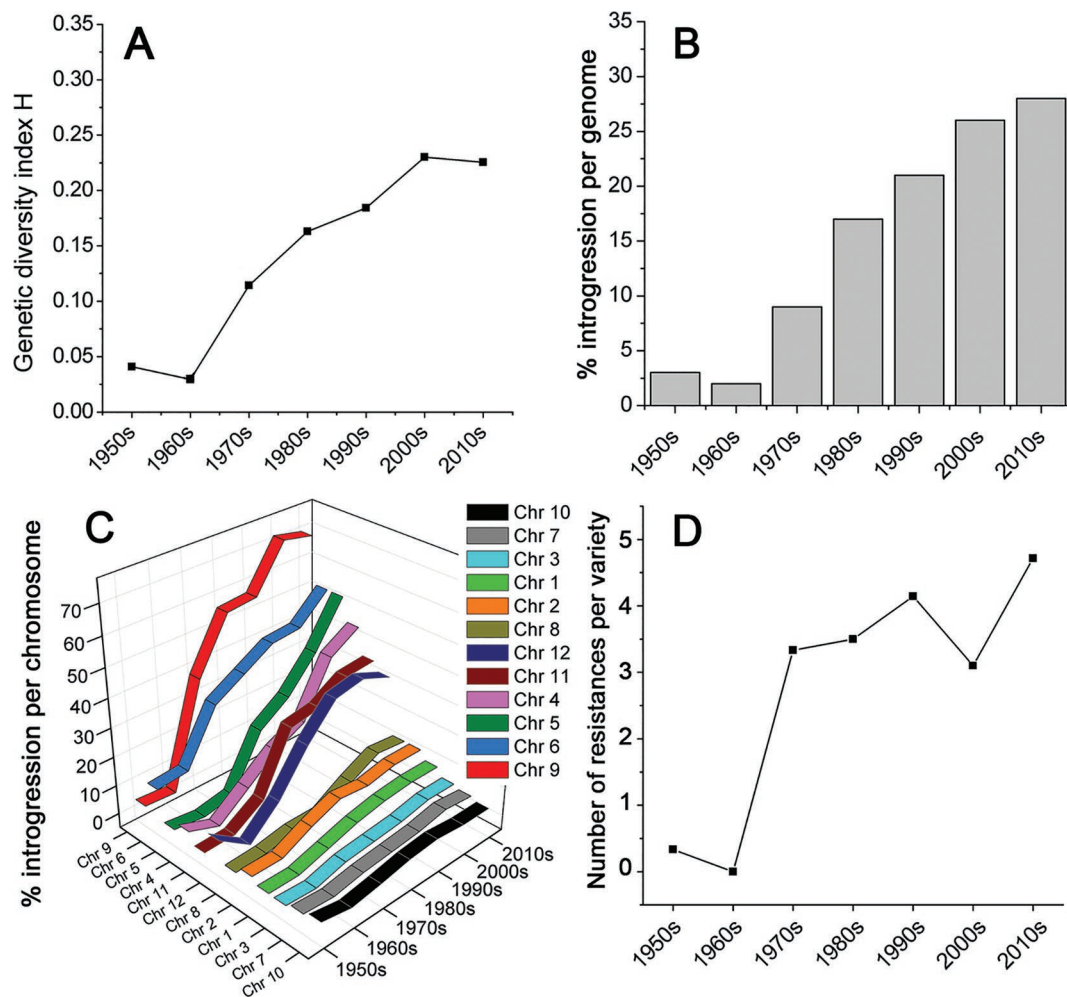 A
Genetic diversity index H
0.35
0.30
0.25
0.20
0.15
0.10
0.05
0.00
1950s
1960s
1970s
1980s
1990s
2000s
2010s
B
% introgression per genome
35
30
25
20
15
10
5
0
1950s
1960s
1970s
1980s
1990s
2000s
2010s
C
% introgression per chromosome
70
60
50
40
30
20
10
0
Chr 9
Chr 6
Chr 5
Chr 4
Chr 11
Chr 12
Chr 8
Chr 2
Chr 1
Chr 3
Chr 7
Chr 10
1950s
1960s
1970s
1980s
1990s
2000s
2010s
Chr 10
Chr 7
Chr 3
Chr 1
Chr 2
Chr 8
Chr 12
Chr 11
Chr 4
Chr 5
Chr 6
Chr 9
D
Number of resistances per variety
5
4
3
2
1
0
1950s
1960s
1970s
1980s
1990s
2000s
2010s